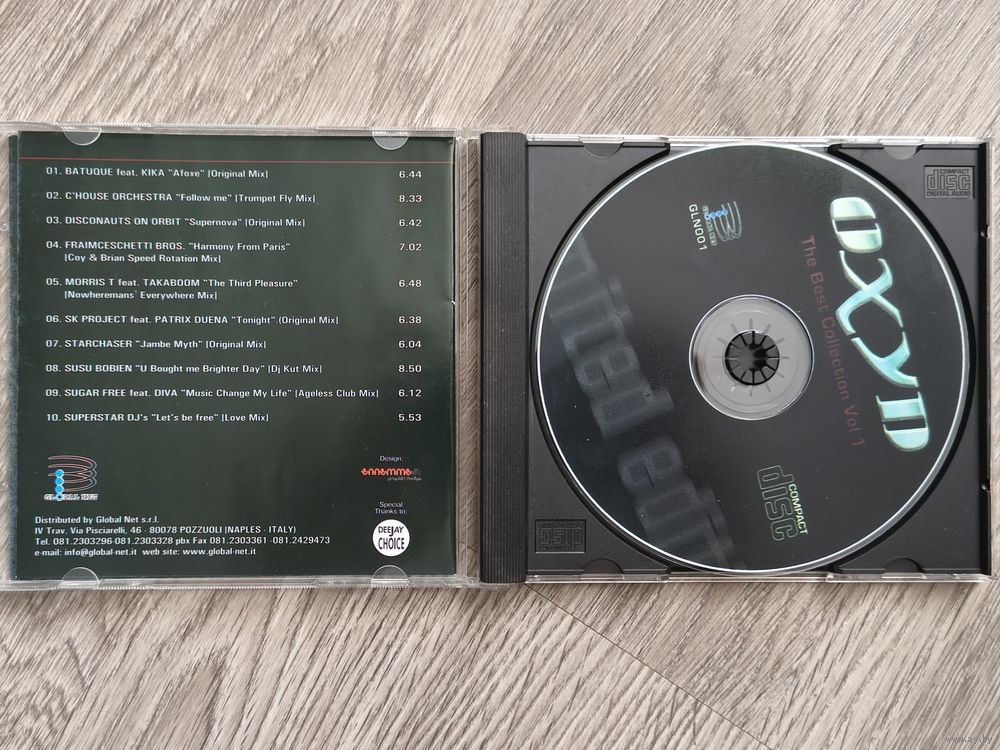 01. BATUQUE feat. KIKA "Afoxe" [Original Mix] 6.44
02. C'HOUSE ORCHESTRA "Follow me" [Trumpet Fly Mix] 8.33
03. DISCONAUTS ON ORBIT "Supernova" [Original Mix] 6.42
04. FRAIMCESCHETTI BROS. "Harmony From Paris" 7.02
[Coy & Brian Speed Rotation Mix]
05. MORRIS T feat. TAKABOOM "The Third Pleasure" 6.48
[Nowheremans' Everywhere Mix]
06. SK PROJECT feat. PATRIX DUENA "Tonight" (Original Mix] 6.38
07. STARCHASER "Jambe Myth" [Original Mix] 6.04
08. SUSU BOBIEN "U Bought me Brighter Day" [Dj Kut Mix] 8.50
09. SUGAR FREE feat. DIVA "Music Change My Life" [Ageless Club Mix] 6.12
10. SUPERSTAR DJ's "Let's be free" [Love Mix] 5.53
GLOBAL NET
Design:
Special
Thanks to:
DEEJAY
CHOICE
Distributed by Global Net s.r.l.
IV Trav. Via Pisciarelli, 46 - 80078 POZZUOLI [NAPLES - ITALY)
Tel. 081.2303296-081.2303328 pbx Fax 081.2303361 -081.2429473
e-mail: info@global-net.it web site: www.global-net.it
GLN001
OXYD
The Best Collection Vol 1
COMPACT
disc
COMPACT
disc
DIGITAL AUDIO